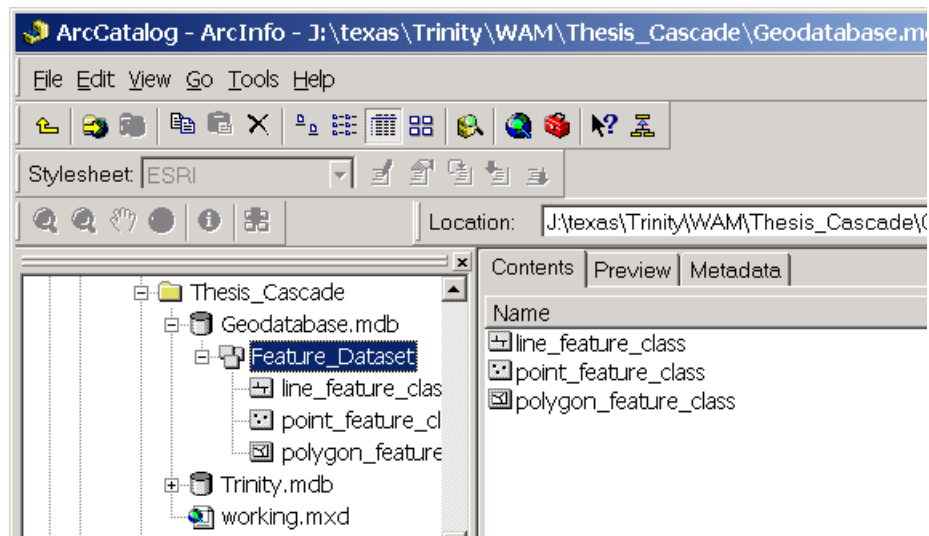 ArcCatalog - ArcInfo - J:\texas\Trinity\WAM\Thesis_Cascade\Geodatabase.m
File Edit View Go Tools Help
Stylesheet: ESRI
Location: J:\texas\Trinity\WAM\Thesis_Cascade\
Contents Preview Metadata
Name
line_feature_class
point_feature_class
polygon_feature_class
Thesis_Cascade
Geodatabase.mdb
Feature_Dataset
line_feature_clas
point_feature_cl
polygon_feature
Trinity.mdb
working.mxd